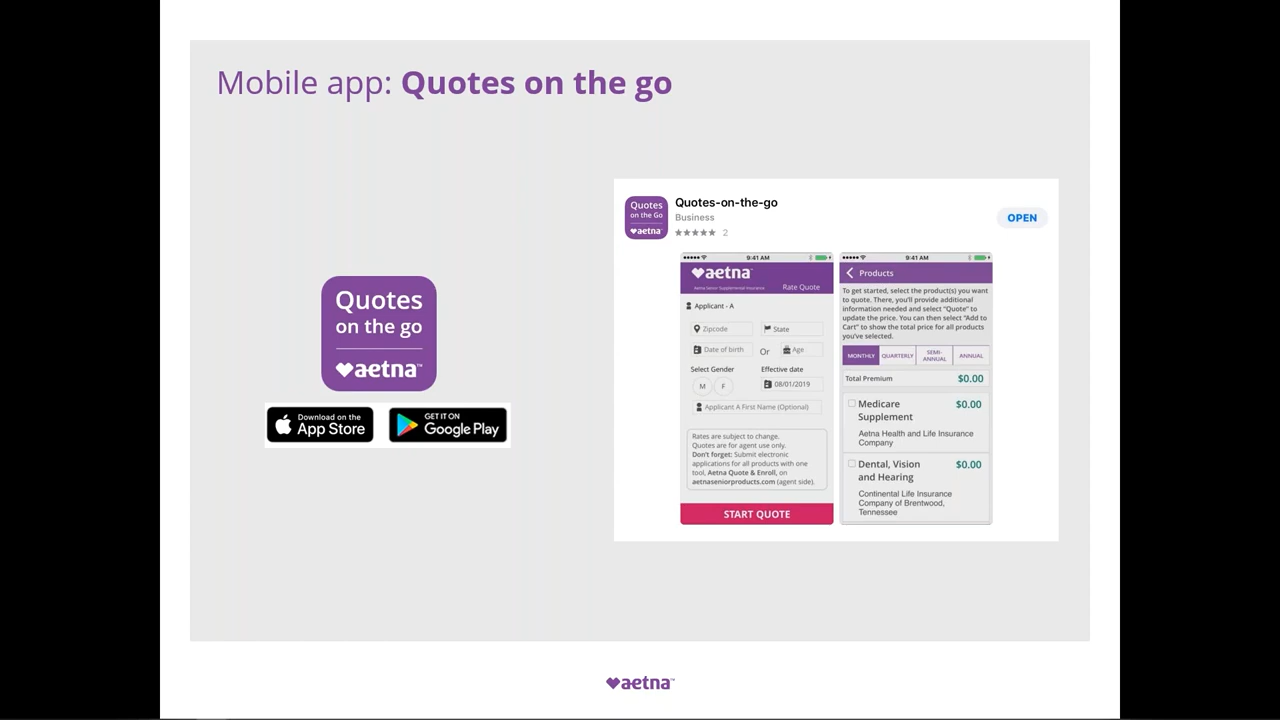 Mobile app: Quotes on the go
Quotes
on the go
aetna™
Download on the
App Store
GET IT ON
Google Play
Quotes
on the Go
aetna
Quotes-on-the-go
Business
★★★★★ 2
OPEN
9:41 AM
aetna™
Aetna Senior Supplemental Insurance
Rate Quote
Applicant - A
Zipcode
State
Date of birth
Or
Age
Select Gender
Effective date
M
F
08/01/2019
Applicant A First Name (Optional)
Rates are subject to change.
Quotes are for agent use only.
Don't forget: Submit electronic
applications for all products with one
tool, Aetna Quote & Enroll, on
aetnaseniorproducts.com (agent side).
START QUOTE
9:41 AM
Products
To get started, select the product(s) you want
to quote. There, you'll provide additional
information needed and select "Quote" to
update the price. You can then select "Add to
Cart" to show the total price for all products
you've selected.
MONTHLY
QUARTERLY
SEMI-
ANNUAL
ANNUAL
Total Premium $0.00
Medicare $0.00
Supplement
Aetna Health and Life Insurance
Company
Dental, Vision $0.00
and Hearing
Continental Life Insurance
Company of Brentwood,
Tennessee
aetna™